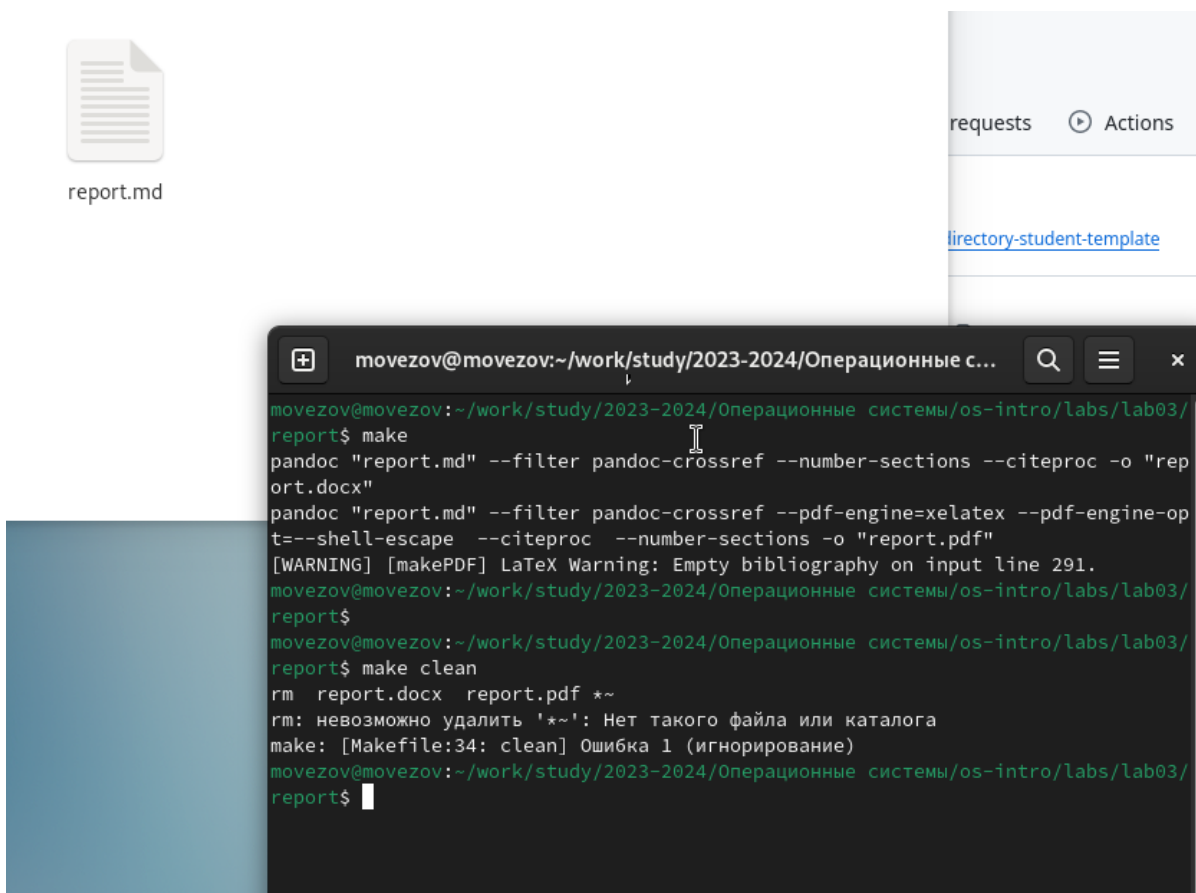 report.md
requests Actions
directory-student-template
movezov@movezov:~/work/study/2023-2024/Операционные с...
movezov@movezov:~/work/study/2023-2024/Операционные системы/os-intro/labs/lab03/
report$ make
pandoc "report.md" --filter pandoc-crossref --number-sections --citeproc -o "rep
ort.docx"
pandoc "report.md" --filter pandoc-crossref --pdf-engine=xelatex --pdf-engine-op
t=--shell-escape  --citeproc  --number-sections -o "report.pdf"
[WARNING] [makePDF] LaTeX Warning: Empty bibliography on input line 291.
movezov@movezov:~/work/study/2023-2024/Операционные системы/os-intro/labs/lab03/
report$
movezov@movezov:~/work/study/2023-2024/Операционные системы/os-intro/labs/lab03/
report$ make clean
rm  report.docx  report.pdf *~
rm: невозможно удалить '*~': Нет такого файла или каталога
make: [Makefile:34: clean] Ошибка 1 (игнорирование)
movezov@movezov:~/work/study/2023-2024/Операционные системы/os-intro/labs/lab03/
report$